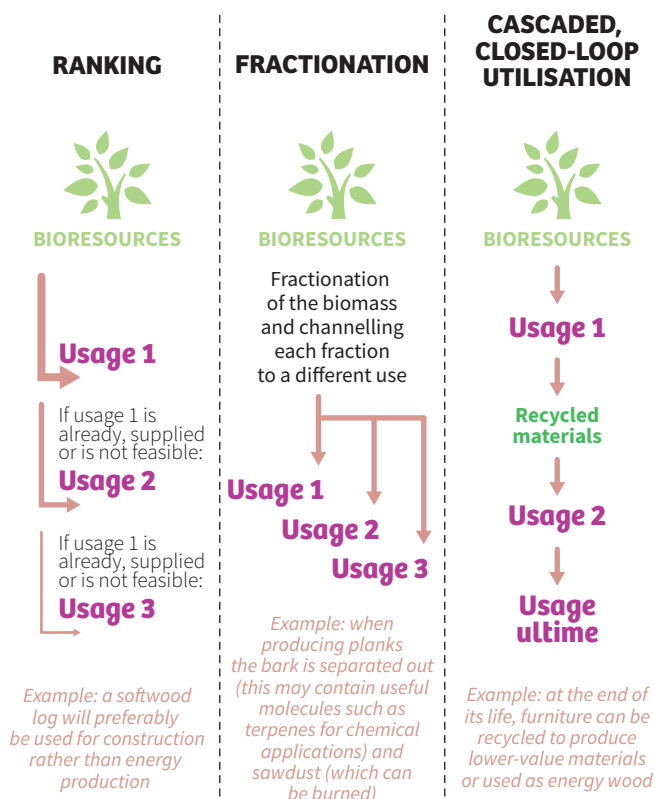 RANKING
BIORESOURCES
Usage 1
If usage 1 is
already, supplied
or is not feasible:
Usage 2
If usage 1 is
already, supplied
or is not feasible:
Usage 3
Example: a softwood
log will preferably
be used for construction
rather than energy
production
FRACTIONATION
BIORESOURCES
Fractionation
of the biomass
and channelling
each fraction
to a different use
Usage 1
Usage 2
Usage 3
Example: when
producing planks
the bark is separated out
(this may contain useful
molecules such as
terpenes for chemical
applications) and
sawdust (which can
be burned)
CASCADED,
CLOSED-LOOP
UTILISATION
BIORESOURCES
Usage 1
Recycled
materials
Usage 2
Usage
ultime
Example: at the end of
its life, furniture can be
recycled to produce
lower-value materials
or used as energy wood